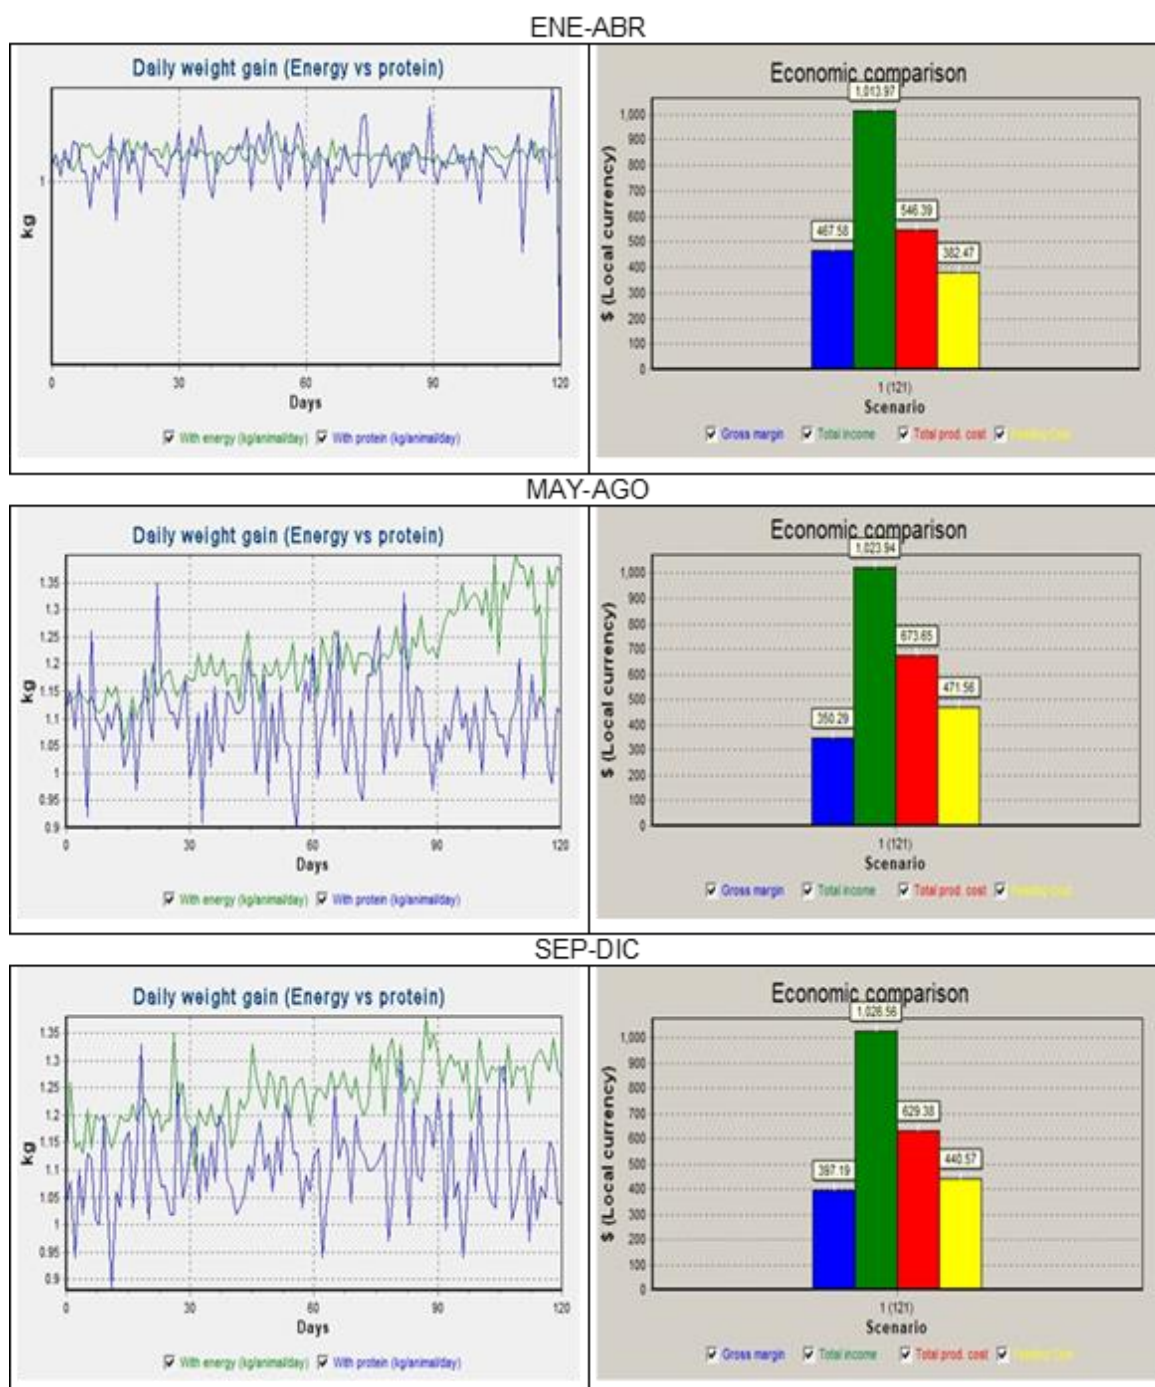 ENE-ABR
Daily weight gain (Energy vs protein)
kg
1
0 30 60 90 120
Days
With energy (kg/animal/day) With protein (kg/animal/day)
Economic comparison
$ (Local currency)
1,000
900
800
700
600
500
400
300
200
100
0
1,013.97
546.39
467.58
382.47
1 (121)
Scenario
Gross margin Total income Total prod. cost
MAY-AGO
Daily weight gain (Energy vs protein)
kg
1.35
1.3
1.25
1.2
1.15
1.1
1.05
1
0.95
0.9
0 30 60 90 120
Days
With energy (kg/animal/day) With protein (kg/animal/day)
Economic comparison
$ (Local currency)
1,000
900
800
700
600
500
400
300
200
100
0
1,023.94
673.65
471.56
350.29
1 (121)
Scenario
Gross margin Total income Total prod. cost
SEP-DIC
Daily weight gain (Energy vs protein)
kg
1.35
1.3
1.25
1.2
1.15
1.1
1.05
1
0.95
0.9
0 30 60 90 120
Days
With energy (kg/animal/day) With protein (kg/animal/day)
Economic comparison
$ (Local currency)
1,000
900
800
700
600
500
400
300
200
100
0
1,026.56
629.38
440.57
397.19
1 (121)
Scenario
Gross margin Total income Total prod. cost